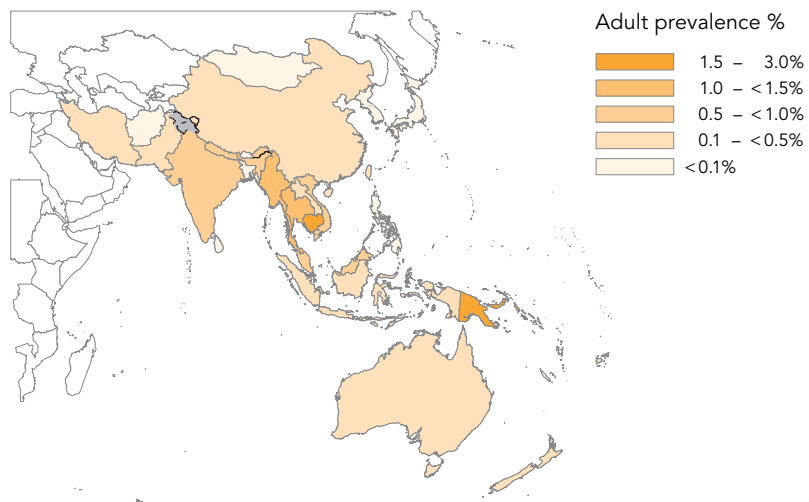 Adult prevalence %
1.5 – 3.0%
1.0 – <1.5%
0.5 – <1.0%
0.1 – <0.5%
<0.1%